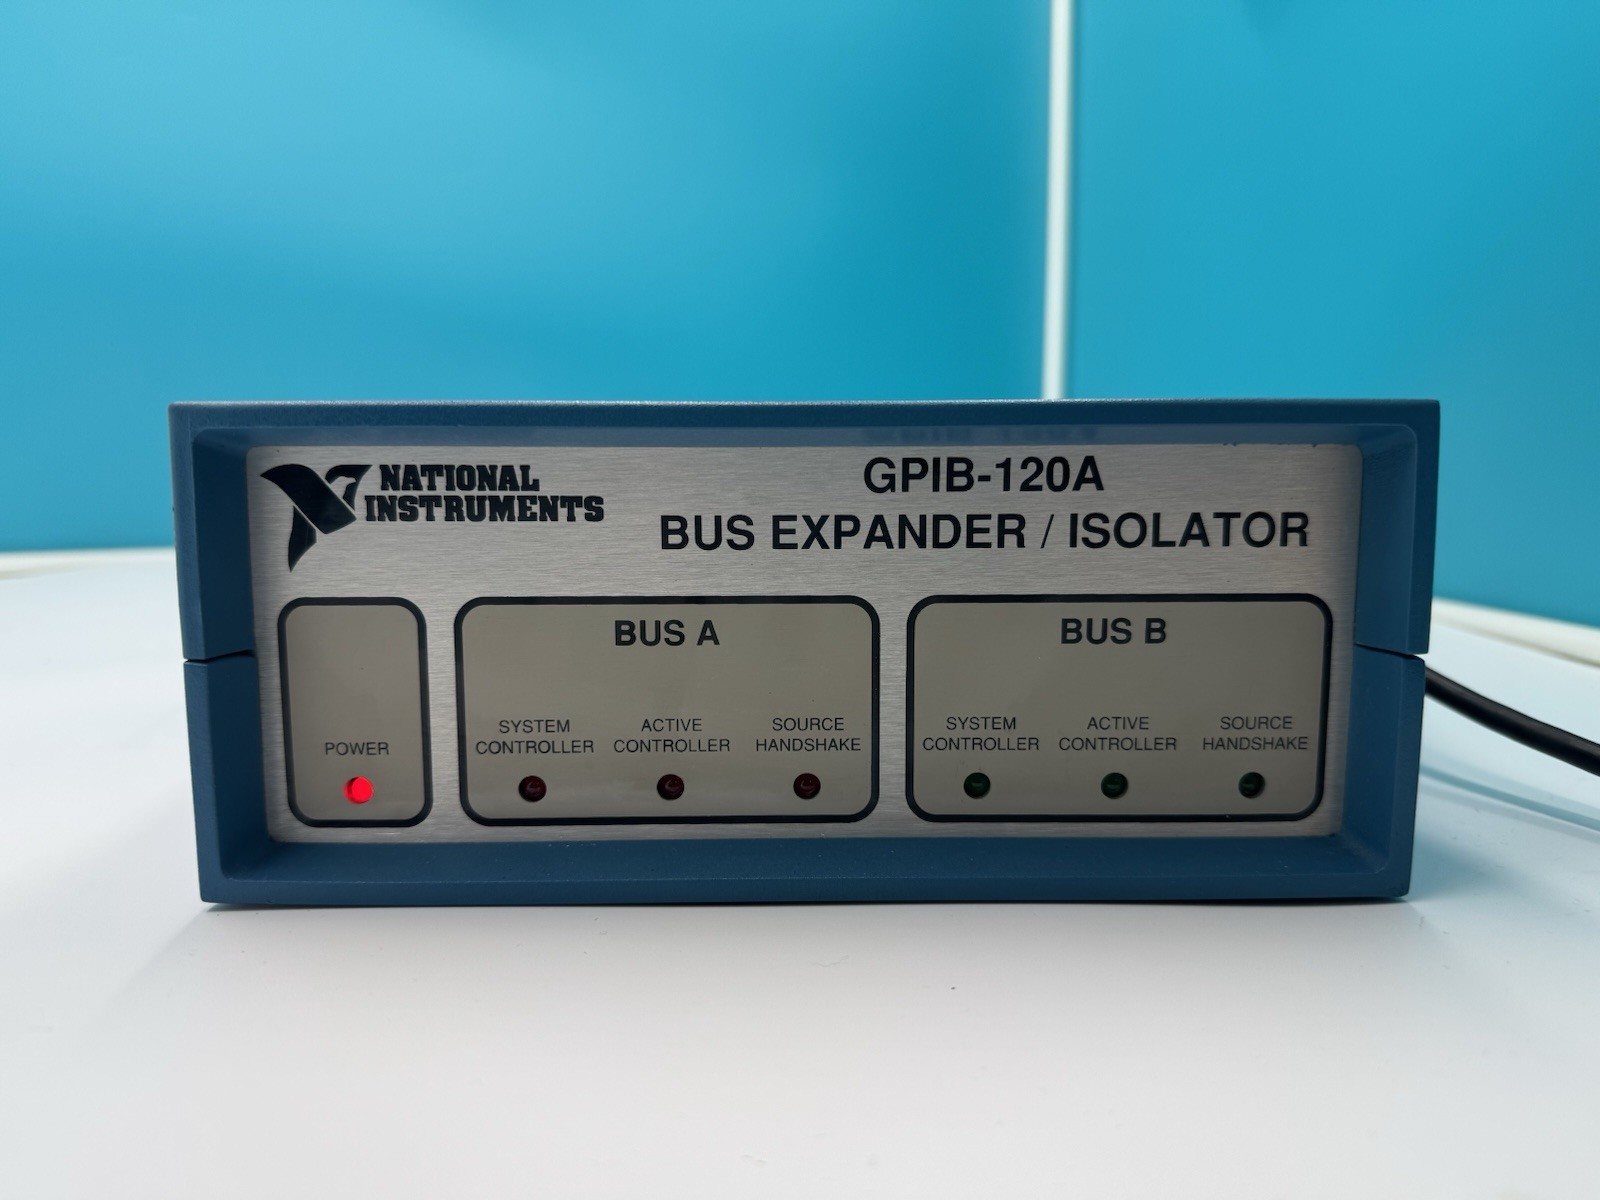 NATIONAL
INSTRUMENTS
GPIB-120A
BUS EXPANDER / ISOLATOR
POWER
BUS A
SYSTEM
CONTROLLER
ACTIVE
CONTROLLER
SOURCE
HANDSHAKE
BUS B
SYSTEM
CONTROLLER
ACTIVE
CONTROLLER
SOURCE
HANDSHAKE